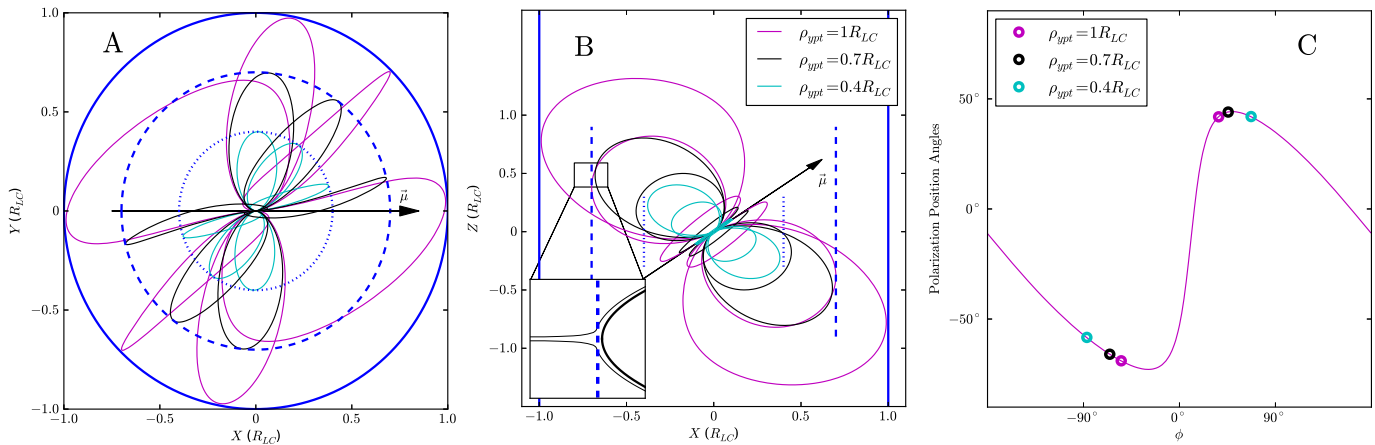 A
1.0
0.5
0
−0.5
−1.0
Y (R_LC)
−1.0
−0.5
0
0.5
1.0
X (R_LC)
μ⃗
B
ρ_ypt = 1R_LC
ρ_ypt = 0.7R_LC
ρ_ypt = 0.4R_LC
1.0
0.5
0
−0.5
−1.0
Z (R_LC)
−1.0
−0.5
0
0.5
1.0
X (R_LC)
μ⃗
C
ρ_ypt = 1R_LC
ρ_ypt = 0.7R_LC
ρ_ypt = 0.4R_LC
50°
0°
−50°
Polarization Position Angles
−90°
0°
90°
ϕ